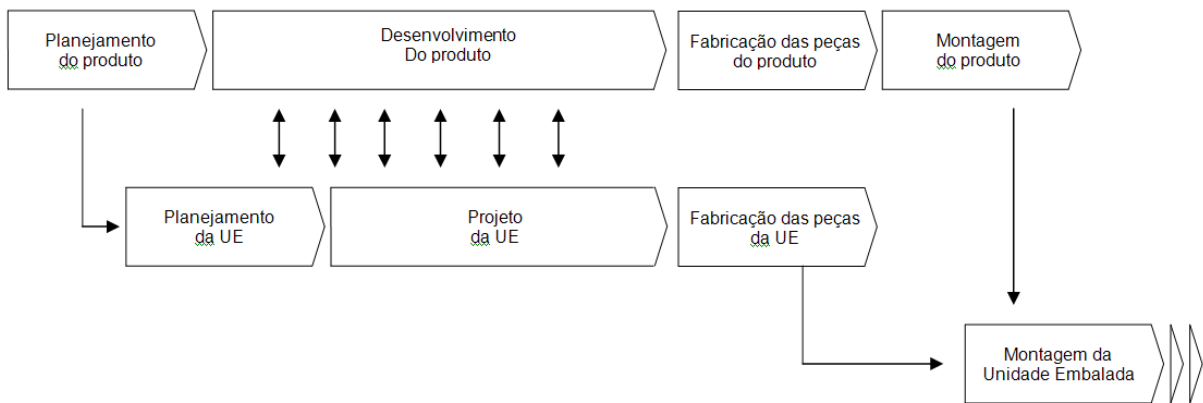 Planejamento
do produto
Desenvolvimento
Do produto
Fabricação das peças
do produto
Montagem
do produto
Planejamento
da UE
Projeto
da UE
Fabricação das peças
da UE
Montagem da
Unidade Embalada